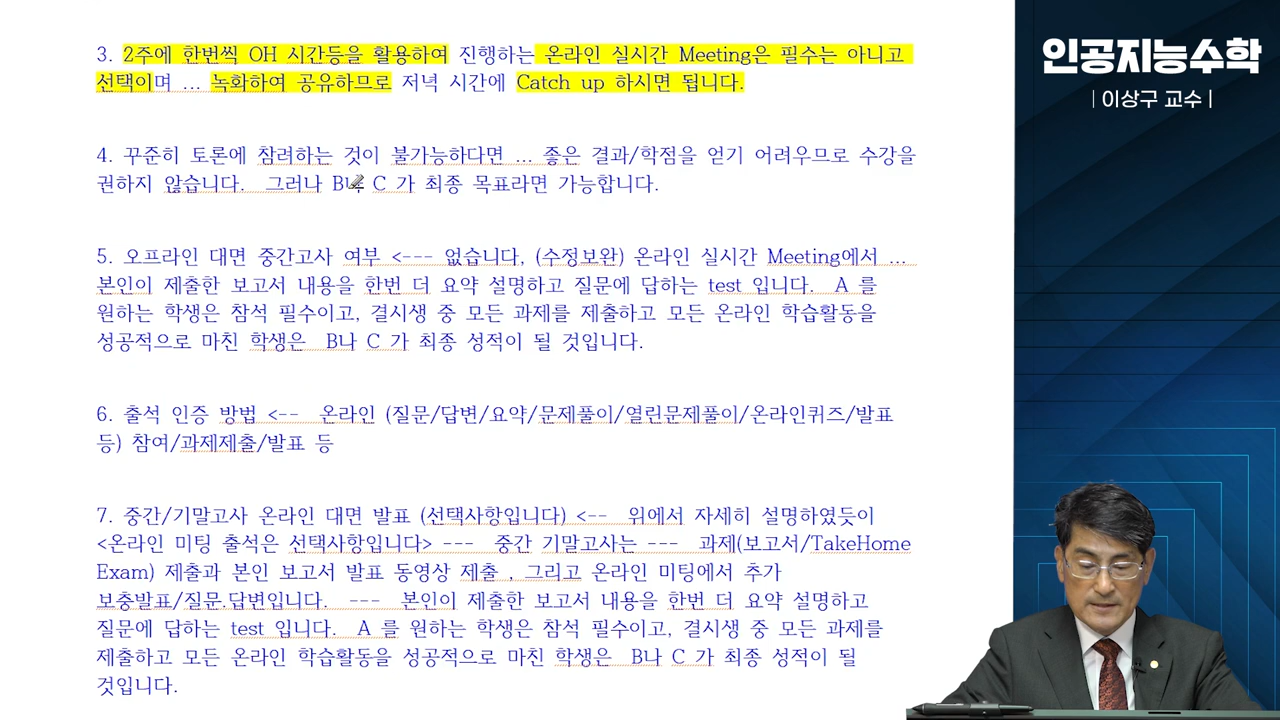 3. 2주에 한번씩 OH 시간등을 활용하여 진행하는 온라인 실시간 Meeting은 필수는 아니고
선택이며 ... 녹화하여 공유하므로 저녁 시간에 Catch up 하시면 됩니다.
4. 꾸준히 토론에 참려하는 것이 불가능하다면 ... 좋은 결과/학점을 얻기 어려우므로 수강을
권하지 않습니다. 그러나 B나 C 가 최종 목표라면 가능합니다.
5. 오프라인 대면 중간고사 여부 <--- 없습니다, (수정보완) 온라인 실시간 Meeting에서 ...
본인이 제출한 보고서 내용을 한번 더 요약 설명하고 질문에 답하는 test 입니다. A 를
원하는 학생은 참석 필수이고, 결시생 중 모든 과제를 제출하고 모든 온라인 학습활동을
성공적으로 마친 학생은 B나 C 가 최종 성적이 될 것입니다.
6. 출석 인증 방법 <-- 온라인 (질문/답변/요약/문제풀이/열린문제풀이/온라인퀴즈/발표
등) 참여/과제제출/발표 등
7. 중간/기말고사 온라인 대면 발표 (선택사항입니다) <-- 위에서 자세히 설명하였듯이
<온라인 미팅 출석은 선택사항입니다> --- 중간 기말고사는 --- 과제(보고서/TakeHome
Exam) 제출과 본인 보고서 발표 동영상 제출 , 그리고 온라인 미팅에서 추가
보충발표/질문.답변입니다. --- 본인이 제출한 보고서 내용을 한번 더 요약 설명하고
질문에 답하는 test 입니다. A 를 원하는 학생은 참석 필수이고, 결시생 중 모든 과제를
제출하고 모든 온라인 학습활동을 성공적으로 마친 학생은 B나 C 가 최종 성적이 될
것입니다.
인공지능수학
| 이상구 교수 |